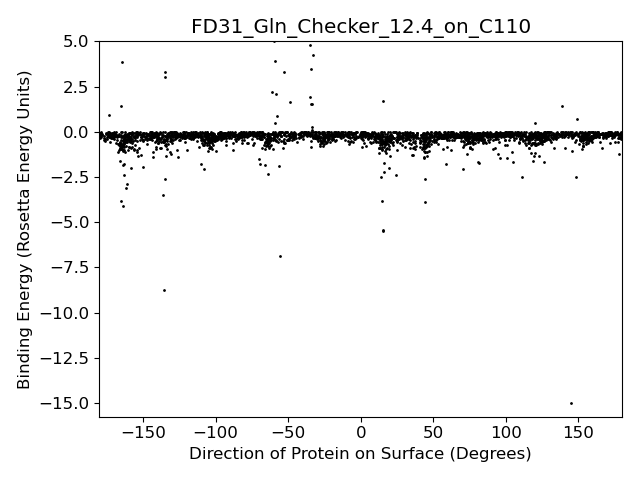 FD31_Gln_Checker_12.4_on_C110
5.0
2.5
0.0
−2.5
−5.0
−7.5
−10.0
−12.5
−15.0
Binding Energy (Rosetta Energy Units)
−150 −100 −50 0 50 100 150
Direction of Protein on Surface (Degrees)